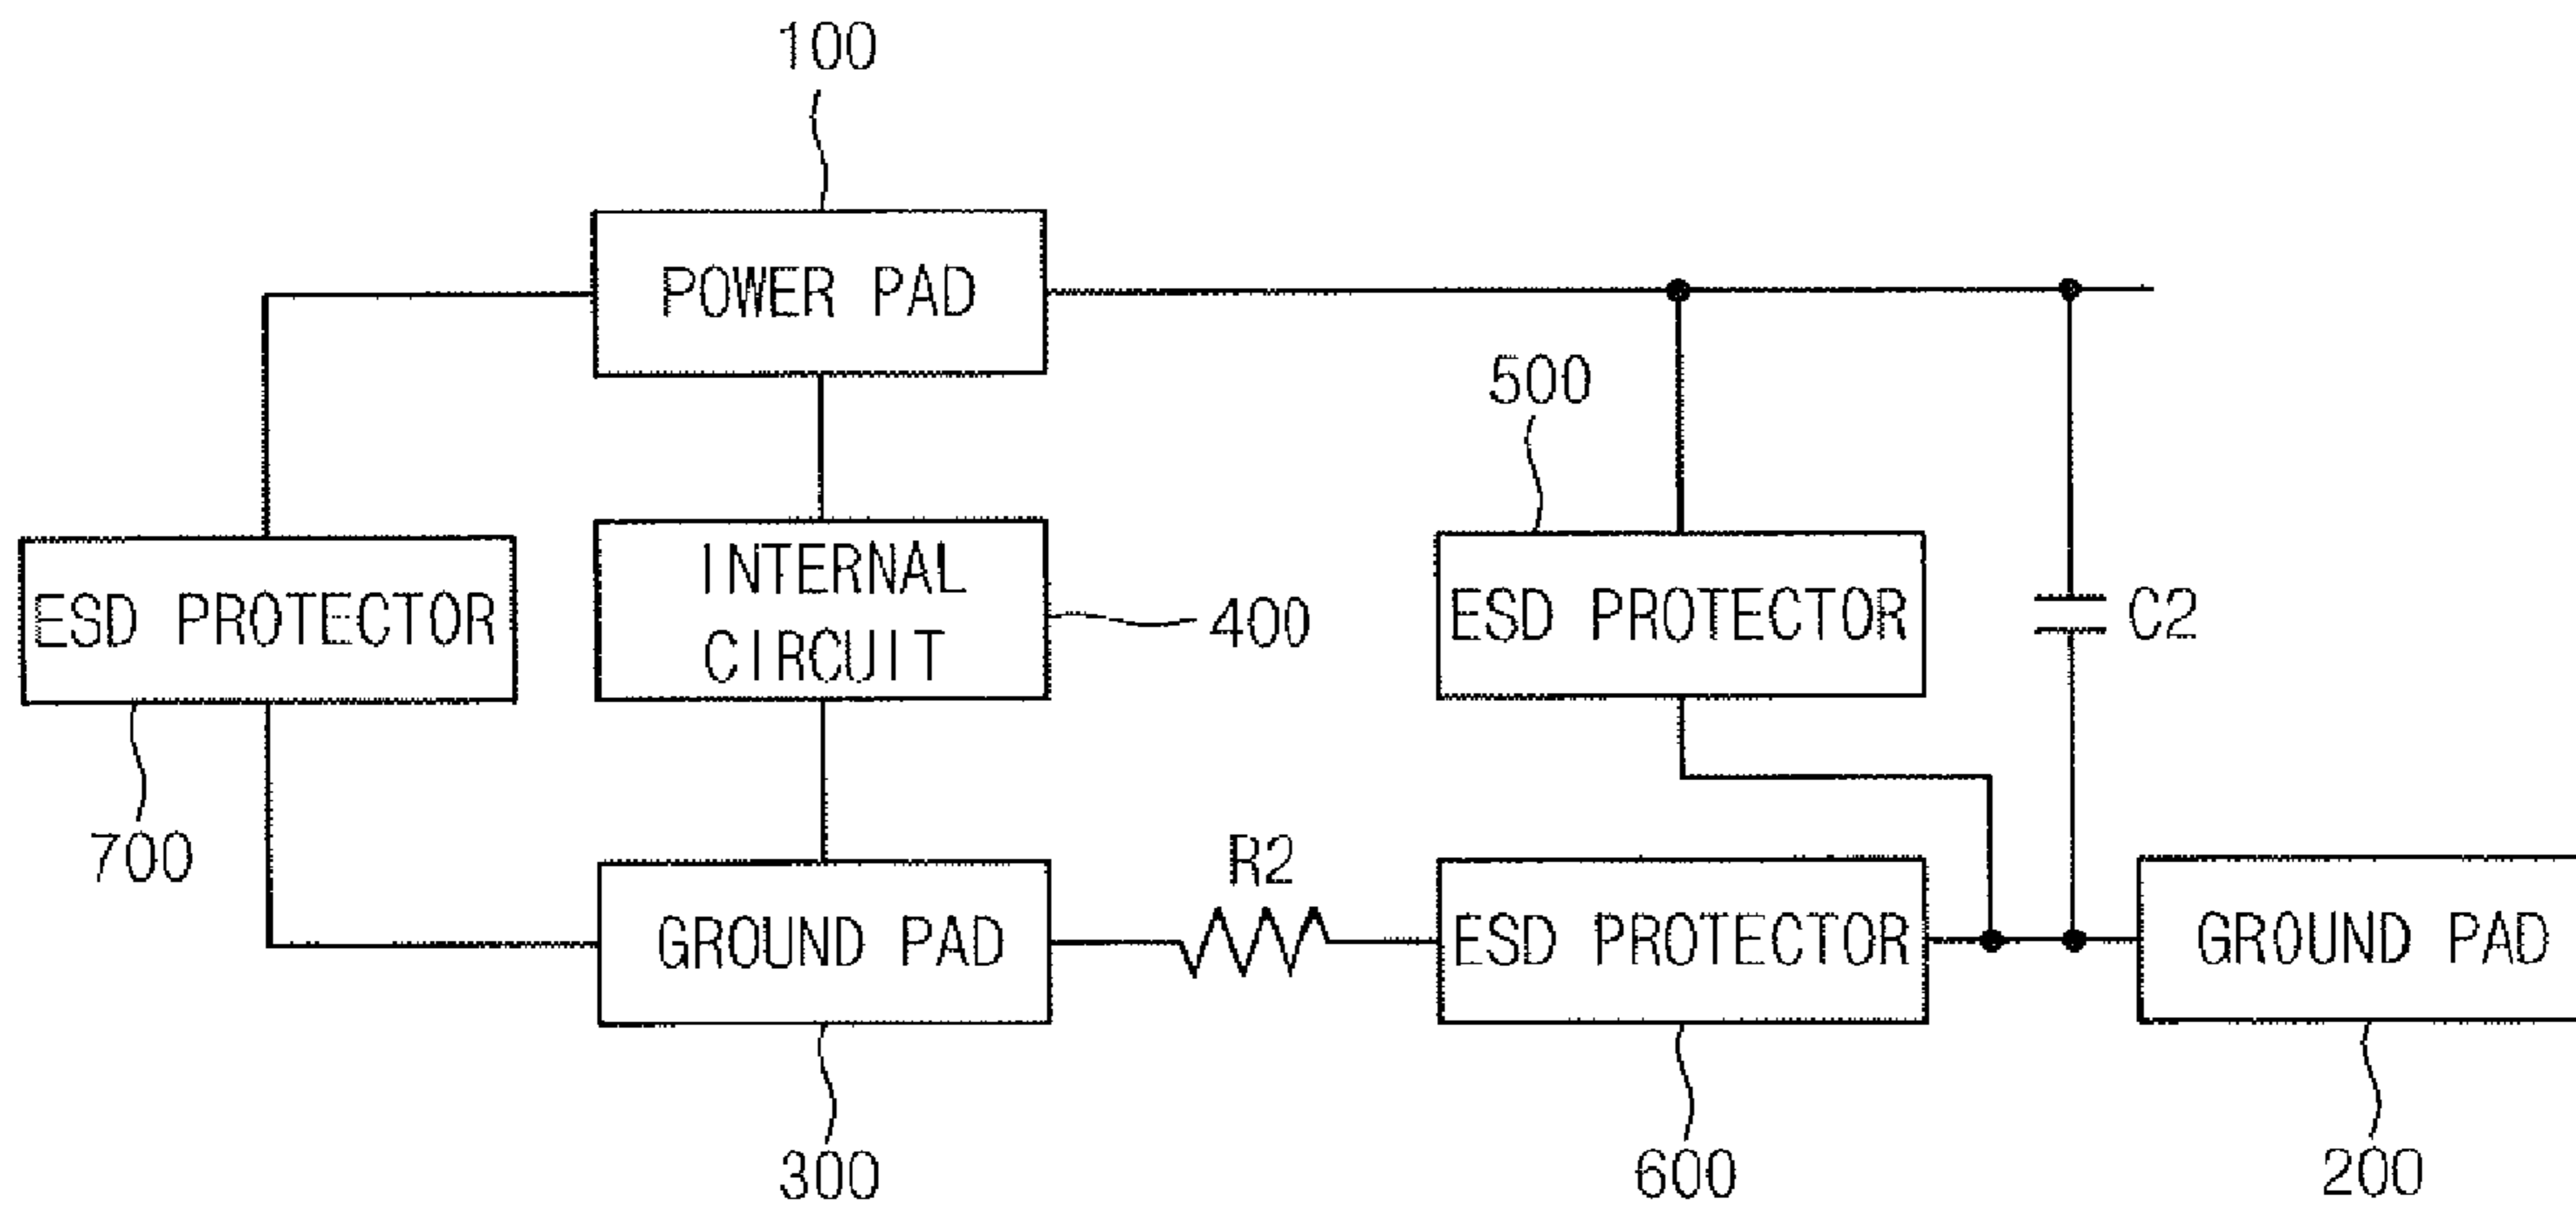 100
POWER PAD
500
ESD PROTECTOR
INTERNAL
CIRCUIT
400
ESD PROTECTOR
C2
700
R2
GROUND PAD
ESD PROTECTOR
GROUND PAD
300
600
200